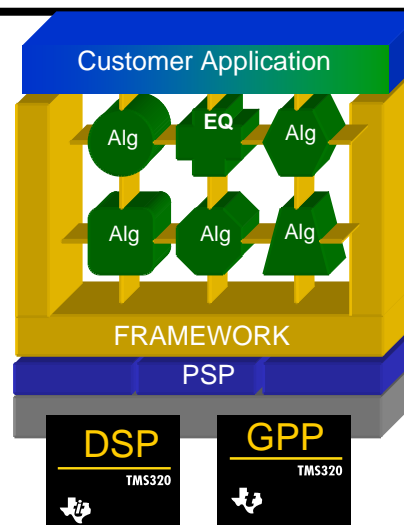 Customer Application
Alg EQ Alg
Alg Alg Alg
FRAMEWORK
PSP
DSP GPP
TMS320 TMS320